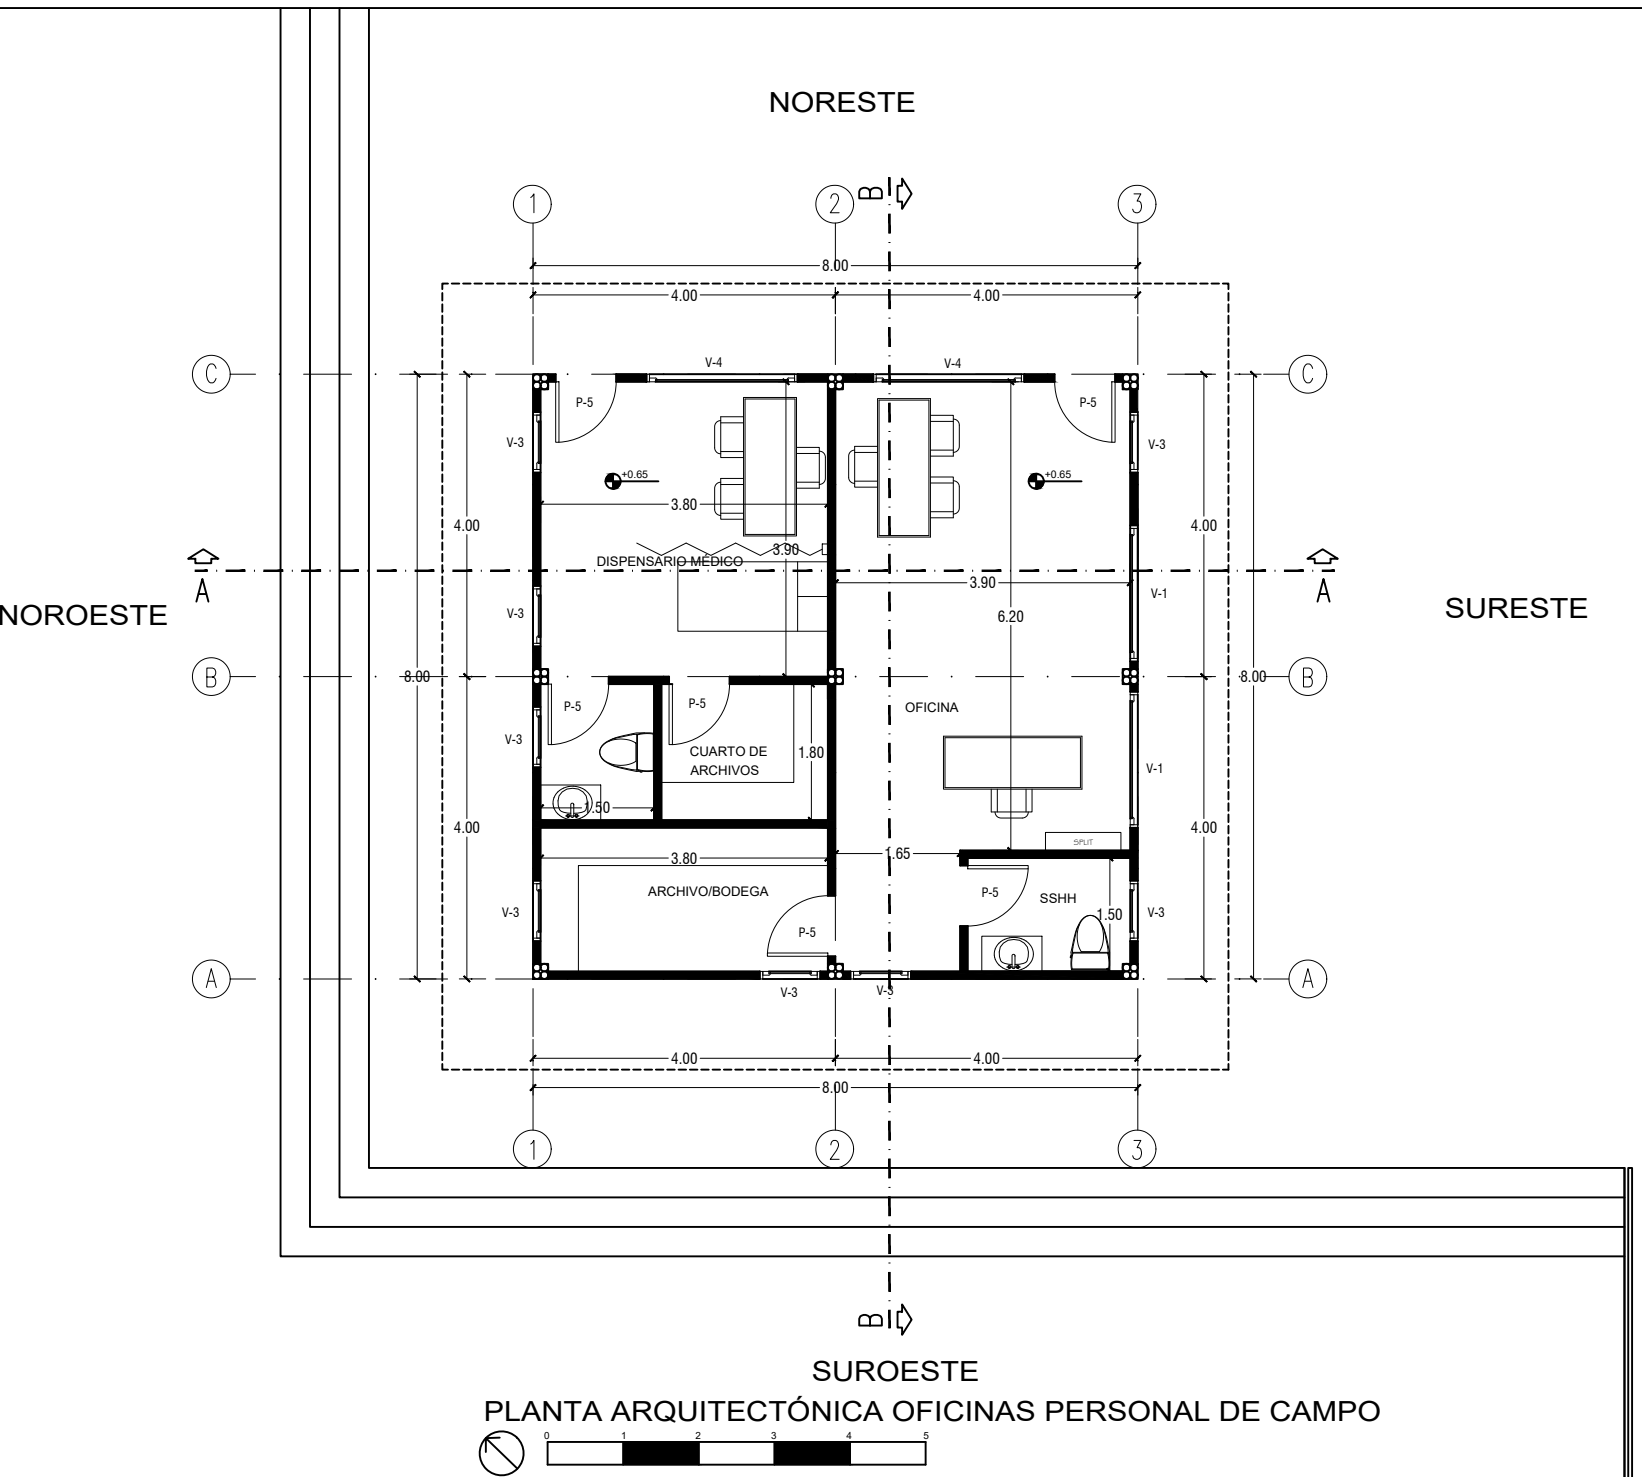 NORESTE
1
2
B
3
8.00
4.00
4.00
C
V-4
V-4
C
P-5
P-5
V-3
V-3
+0.65
+0.65
3.80
4.00
4.00
3.90
DISPENSARIO MÉDICO
A
3.90
A
V-1
NOROESTE
V-3
6.20
SURESTE
B
8.00
8.00
B
P-5
P-5
OFICINA
V-3
CUARTO DE
ARCHIVOS
1.80
V-1
1.50
4.00
4.00
SPLIT
3.80
1.65
ARCHIVO/BODEGA
P-5
SSHH
V-3
1.50
V-3
P-5
A
V-3
V-3
A
4.00
4.00
8.00
1
2
3
B
SUROESTE
PLANTA ARQUITECTÓNICA OFICINAS PERSONAL DE CAMPO
0
1
2
3
4
5